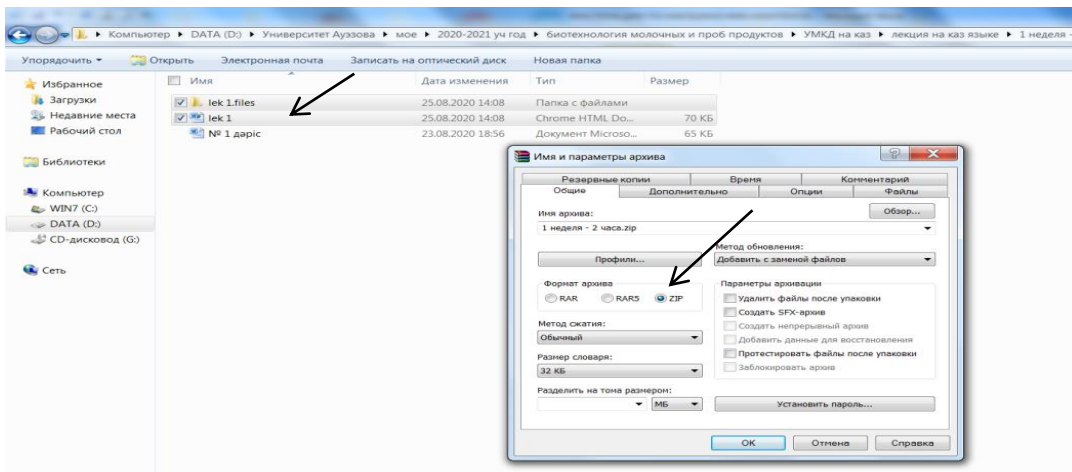 Компьютер ▸ DATA (D:) ▸ Университет Ауэзова ▸ мое ▸ 2020-2021 уч год ▸ биотехнология молочных и проб продуктов ▸ УМКД на каз ▸ лекция на каз языке ▸ 1 неделя -
Упорядочить Открыть Электронная почта Записать на оптический диск Новая папка
Избранное
Загрузки
Недавние места
Рабочий стол
Библиотеки
Компьютер
WIN7 (C:)
DATA (D:)
CD-дисковод (G:)
Сеть
Имя Дата изменения Тип Размер
lek 1.files 25.08.2020 14:08 Папка с файлами
lek 1 25.08.2020 14:08 Chrome HTML Do... 70 КБ
№ 1 дәріс 23.08.2020 18:56 Документ Microso... 65 КБ
Имя и параметры архива
Резервные копии Время Комментарий
Общие Дополнительно Опции Файлы
Имя архива:
Обзор...
1 неделя - 2 часа.zip
Профили...
Метод обновления:
Добавить с заменой файлов
Формат архива
RAR RAR5 ZIP
Метод сжатия:
Обычный
Размер словаря:
32 КБ
Разделить на тома размером:
МБ
Параметры архивации
Удалить файлы после упаковки
Создать SFX-архив
Создать непрерывный архив
Добавить данные для восстановления
Протестировать файлы после упаковки
Заблокировать архив
Установить пароль...
OK Отмена Справка